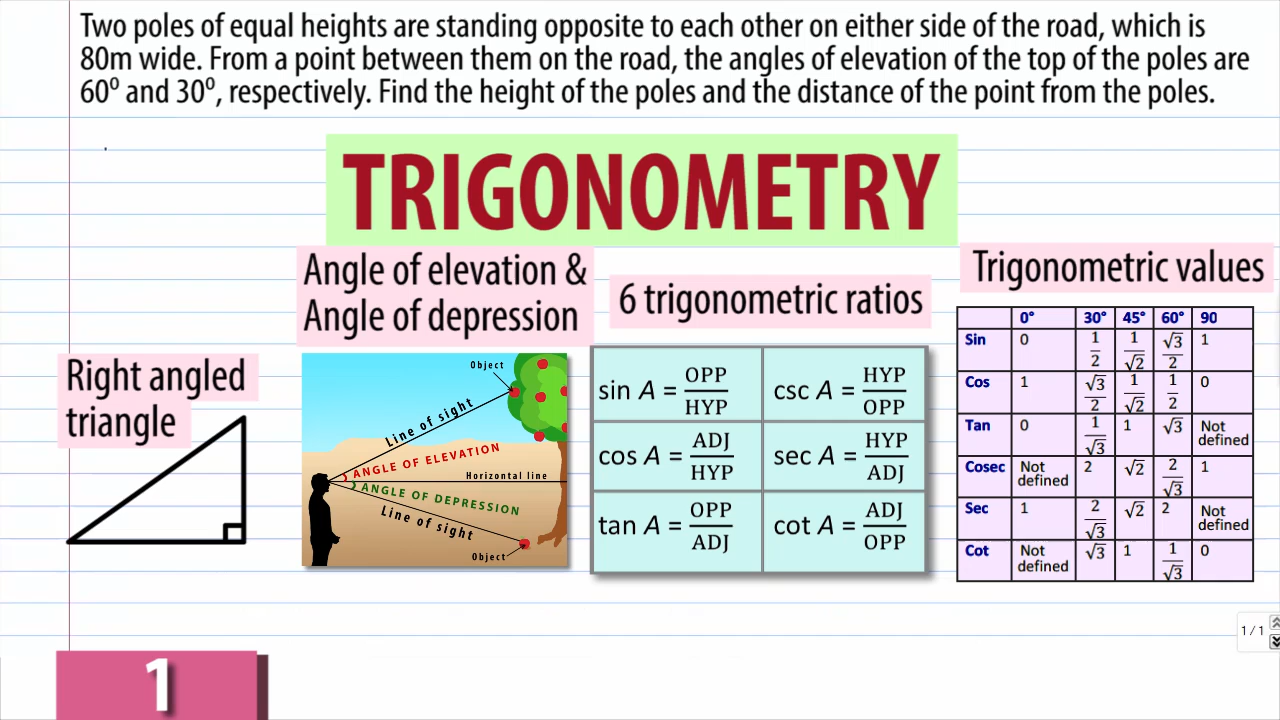 Two poles of equal heights are standing opposite to each other on either side of the road, which is
80m wide. From a point between them on the road, the angles of elevation of the top of the poles are
60⁰ and 30⁰, respectively. Find the height of the poles and the distance of the point from the poles.
TRIGONOMETRY
Right angled
triangle
Angle of elevation &
Angle of depression
Object
Line of sight
ANGLE OF ELEVATION
Horizontal line
ANGLE OF DEPRESSION
Line of sight
Object
6 trigonometric ratios
sin A = OPP/HYP csc A = HYP/OPP
cos A = ADJ/HYP sec A = HYP/ADJ
tan A = OPP/ADJ cot A = ADJ/OPP
Trigonometric values
0° 30° 45° 60° 90
Sin 0 1/2 1/√2 √3/2 1
Cos 1 √3/2 1/√2 1/2 0
Tan 0 1/√3 1 √3 Not defined
Cosec Not defined 2 √2 2/√3 1
Sec 1 2/√3 √2 2 Not defined
Cot Not defined √3 1 1/√3 0
1 / 1
1